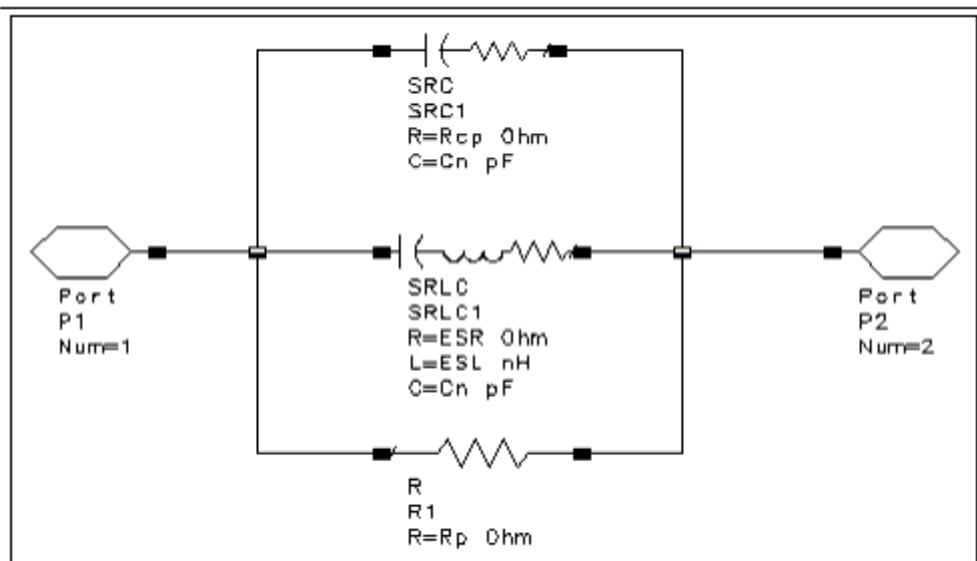 SRC
SRC1
R=Rcp Ohm
C=Cn pF
Port
P1
Num=1
SRLC
SRLC1
R=ESR Ohm
L=ESL nH
C=Cn pF
Port
P2
Num=2
R
R1
R=Rp Ohm